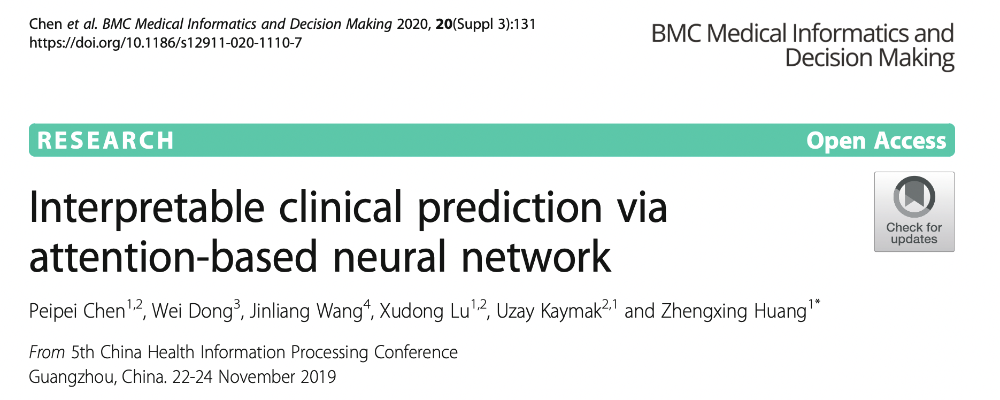 Chen et al. BMC Medical Informatics and Decision Making 2020, 20(Suppl 3):131
https://doi.org/10.1186/s12911-020-1110-7
BMC Medical Informatics and
Decision Making
RESEARCH
Open Access
Interpretable clinical prediction via
attention-based neural network
Check for
updates
Peipei Chen1,2, Wei Dong3, Jinliang Wang4, Xudong Lu1,2, Uzay Kaymak2,1 and Zhengxing Huang1*
From 5th China Health Information Processing Conference
Guangzhou, China. 22-24 November 2019